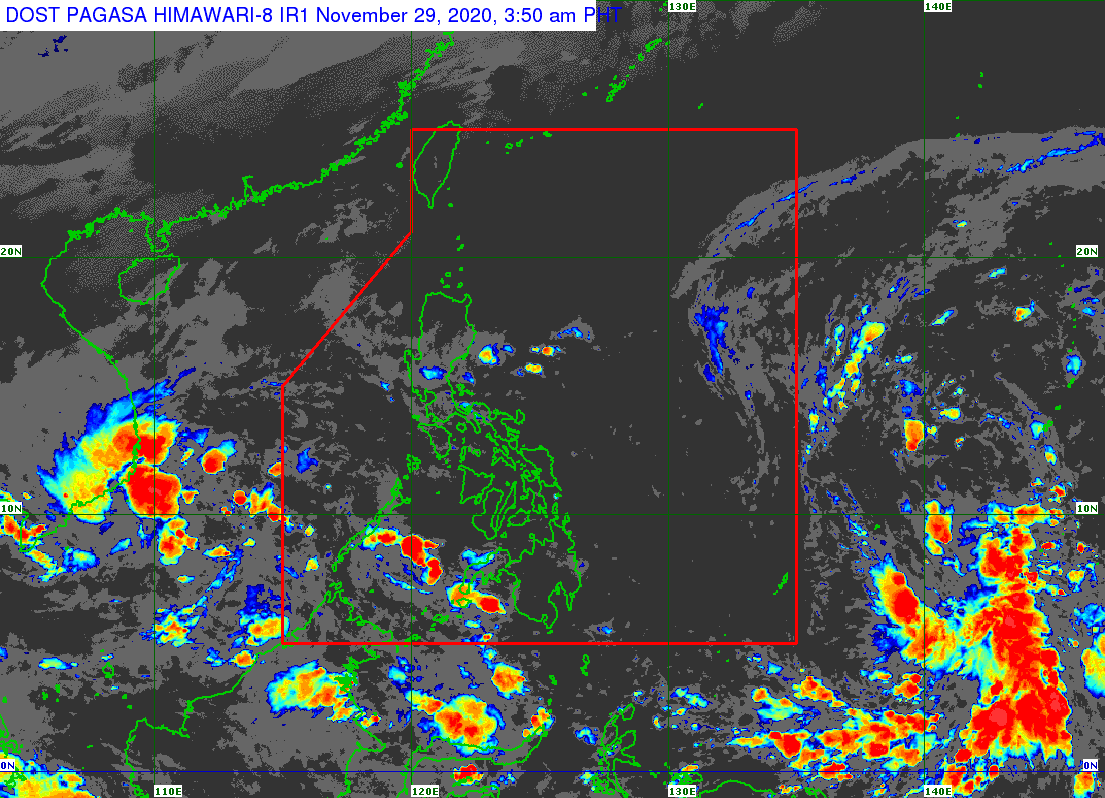 DOST PAGASA HIMAWARI-8 IR1 November 29, 2020, 3:50 am PHT
130E 140E
20N 20N
10N 10N
0N 0N
110E 120E 130E 140E